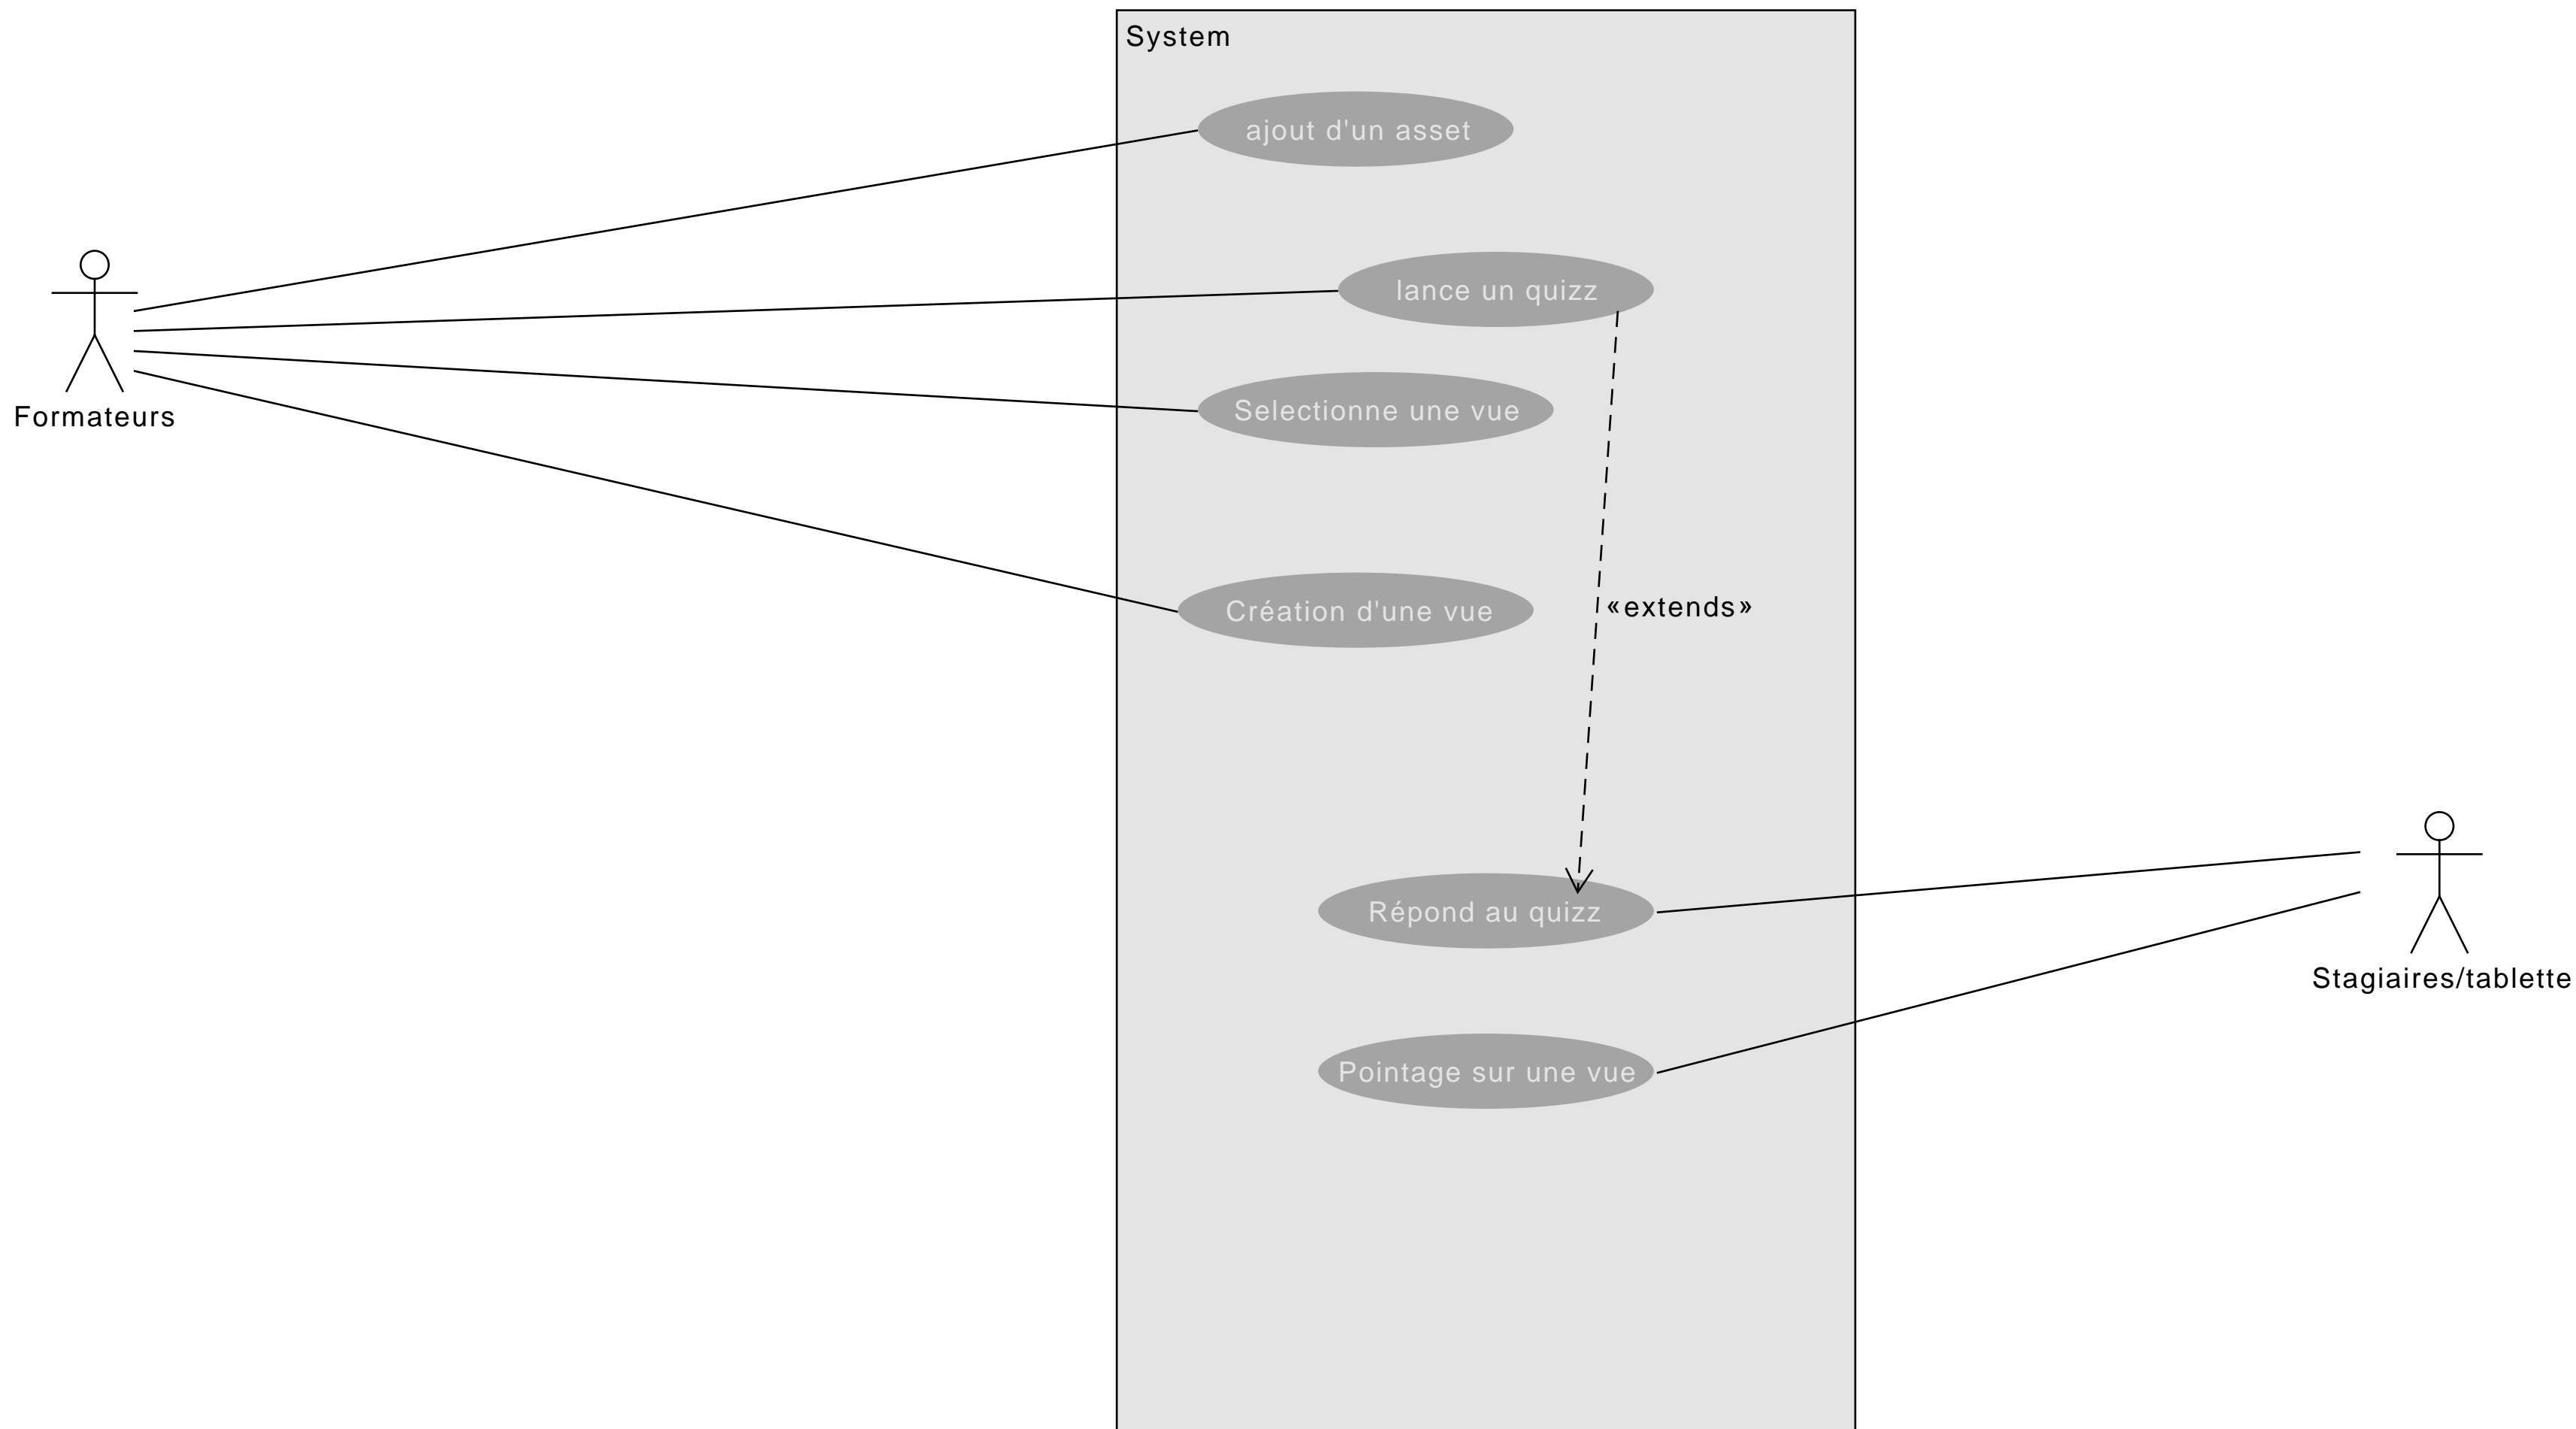 System
ajout d'un asset
lance un quizz
Formateurs
Selectionne une vue
Création d'une vue
«extends»
Répond au quizz
Stagiaires/tablette
Pointage sur une vue